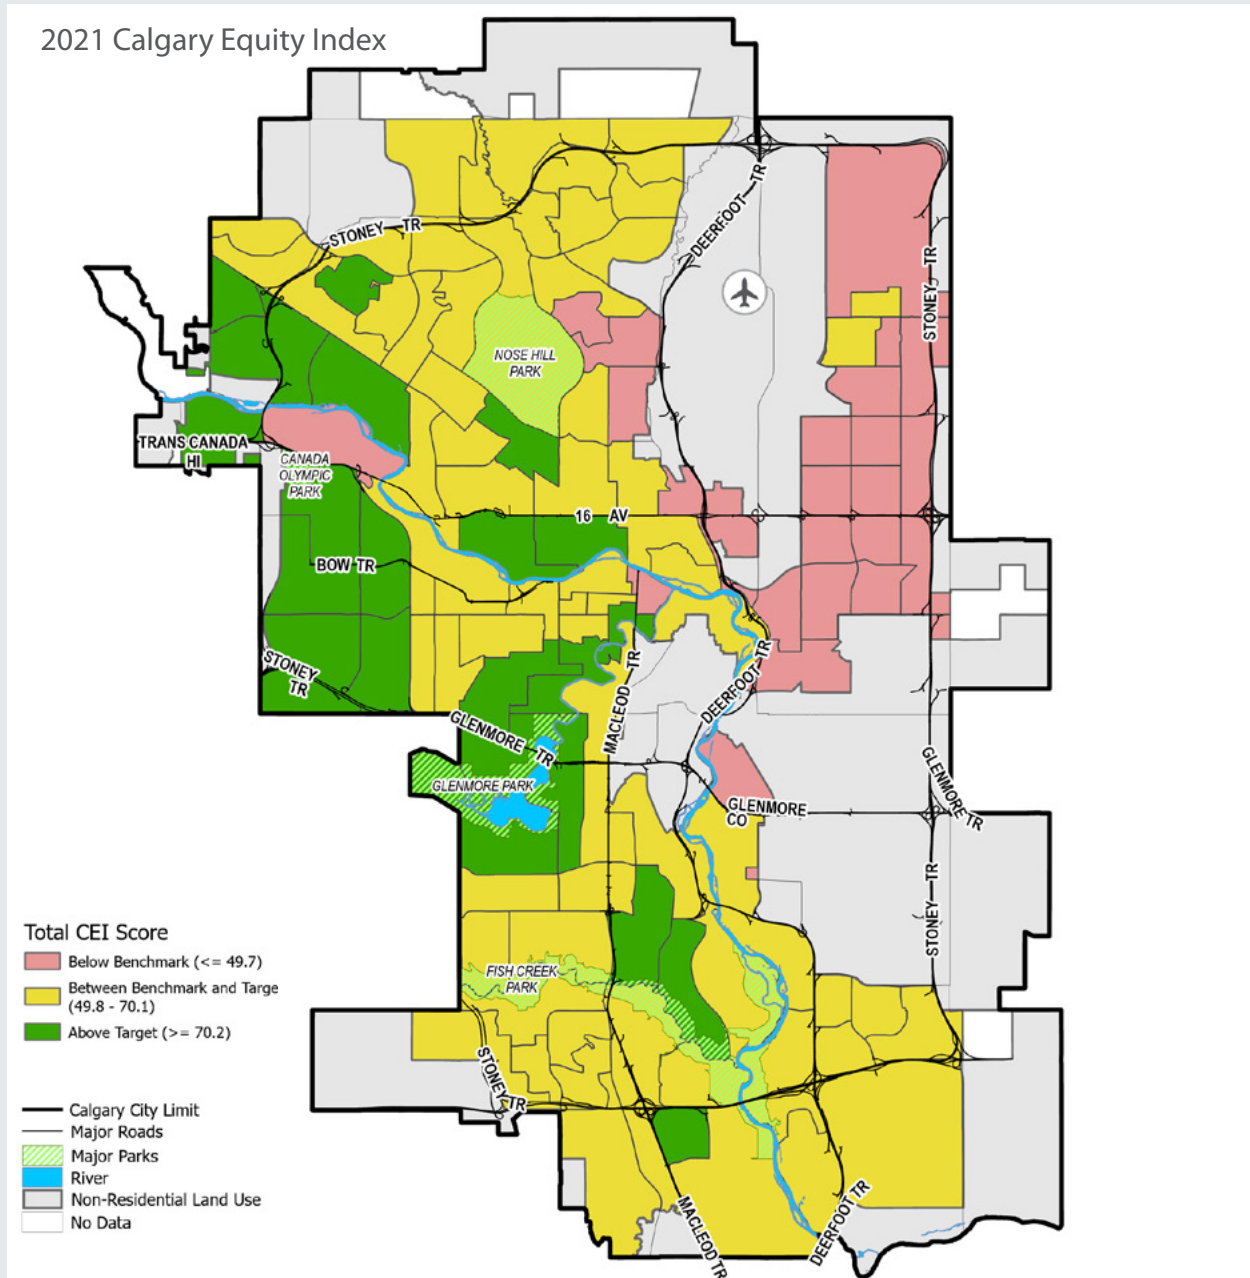 2021 Calgary Equity Index
STONEY TR
DEERFOOT TR
STONEY TR
NOSE HILL
PARK
TRANS CANADA
HI
CANADA
OLYMPIC
PARK
16 AV
BOW TR
STONEY
TR
MACLEOD TR
DEERFOOT TR
GLENMORE TR
GLENMORE PARK
GLENMORE
CO
GLENMORE TR
STONEY TR
FISH CREEK
PARK
STONEY TR
MACLEOD TR
DEERFOOT TR
Total CEI Score
Below Benchmark (<= 49.7)
Between Benchmark and Targe
(49.8 - 70.1)
Above Target (>= 70.2)
Calgary City Limit
Major Roads
Major Parks
River
Non-Residential Land Use
No Data